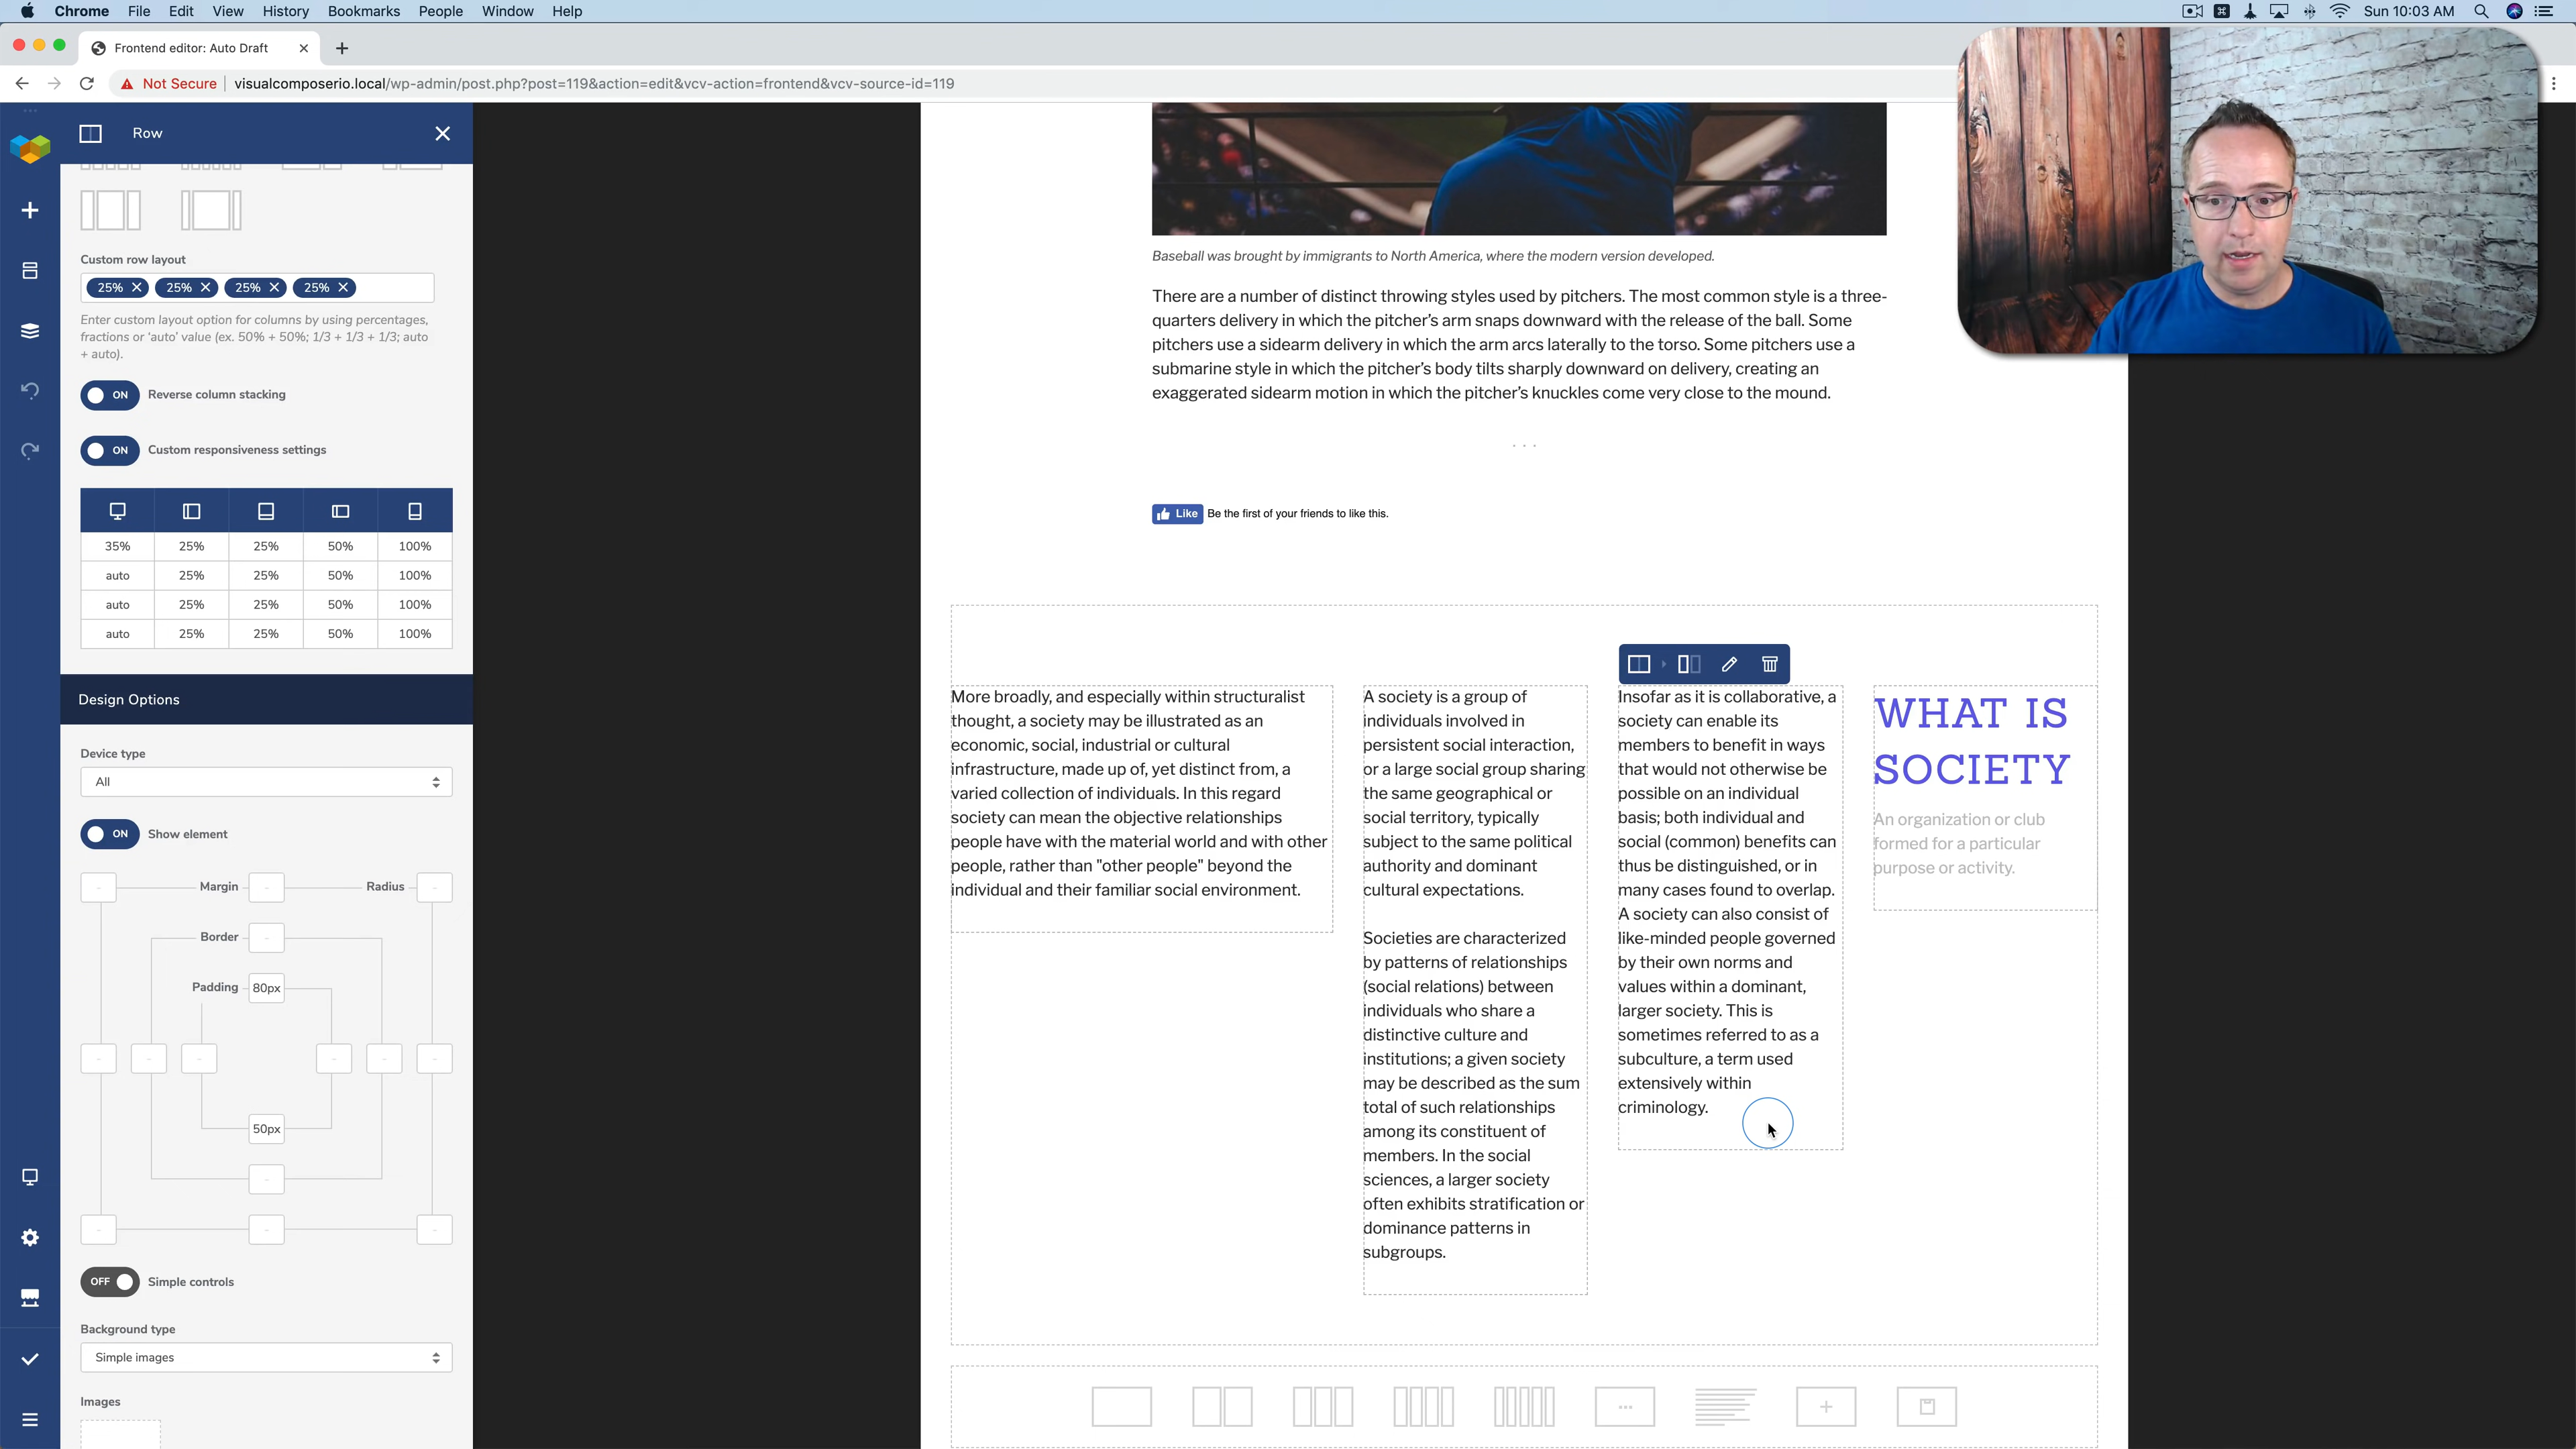 Chrome File Edit View History Bookmarks People Window Help
Sun 10:03 AM
Frontend editor: Auto Draft
Not Secure visualcomposerio.local/wp-admin/post.php?post=119&action=edit&vcv-action=frontend&vcv-source-id=119
Row
Custom row layout
25% 25% 25% 25%
Enter custom layout option for columns by using percentages,
fractions or 'auto' value (ex. 50% + 50%; 1/3 + 1/3 + 1/3; auto
+ auto).
ON Reverse column stacking
ON Custom responsiveness settings
35% 25% 25% 50% 100%
auto 25% 25% 50% 100%
auto 25% 25% 50% 100%
auto 25% 25% 50% 100%
Design Options
Device type
All
ON Show element
Margin
Radius
Border
Padding
80px
50px
OFF Simple controls
Background type
Simple images
Images
Baseball was brought by immigrants to North America, where the modern version developed.
There are a number of distinct throwing styles used by pitchers. The most common style is a three-
quarters delivery in which the pitcher's arm snaps downward with the release of the ball. Some
pitchers use a sidearm delivery in which the arm arcs laterally to the torso. Some pitchers use a
submarine style in which the pitcher's body tilts sharply downward on delivery, creating an
exaggerated sidearm motion in which the pitcher's knuckles come very close to the mound.
. . .
Like Be the first of your friends to like this.
More broadly, and especially within structuralist
thought, a society may be illustrated as an
economic, social, industrial or cultural
infrastructure, made up of, yet distinct from, a
varied collection of individuals. In this regard
society can mean the objective relationships
people have with the material world and with other
people, rather than "other people" beyond the
individual and their familiar social environment.
A society is a group of
individuals involved in
persistent social interaction,
or a large social group sharing
the same geographical or
social territory, typically
subject to the same political
authority and dominant
cultural expectations.
Societies are characterized
by patterns of relationships
(social relations) between
individuals who share a
distinctive culture and
institutions; a given society
may be described as the sum
total of such relationships
among its constituent of
members. In the social
sciences, a larger society
often exhibits stratification or
dominance patterns in
subgroups.
Insofar as it is collaborative, a
society can enable its
members to benefit in ways
that would not otherwise be
possible on an individual
basis; both individual and
social (common) benefits can
thus be distinguished, or in
many cases found to overlap.
A society can also consist of
like-minded people governed
by their own norms and
values within a dominant,
larger society. This is
sometimes referred to as a
subculture, a term used
extensively within
criminology.
WHAT IS
SOCIETY
An organization or club
formed for a particular
purpose or activity.